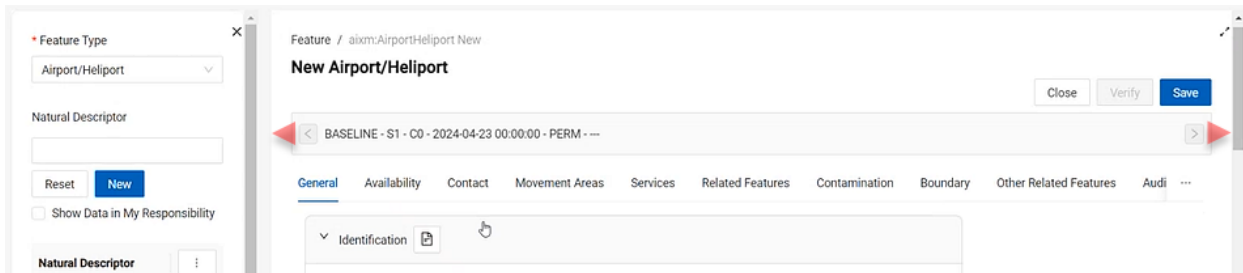 * Feature Type
Airport/Heliport
Natural Descriptor
Reset
New
Show Data in My Responsibility
Natural Descriptor
Feature / aixm:AirportHeliport New
New Airport/Heliport
Close
Verify
Save
BASELINE - S1 - C0 - 2024-04-23 00:00:00 - PERM - ---
General Availability Contact Movement Areas Services Related Features Contamination Boundary Other Related Features Audi ···
Identification